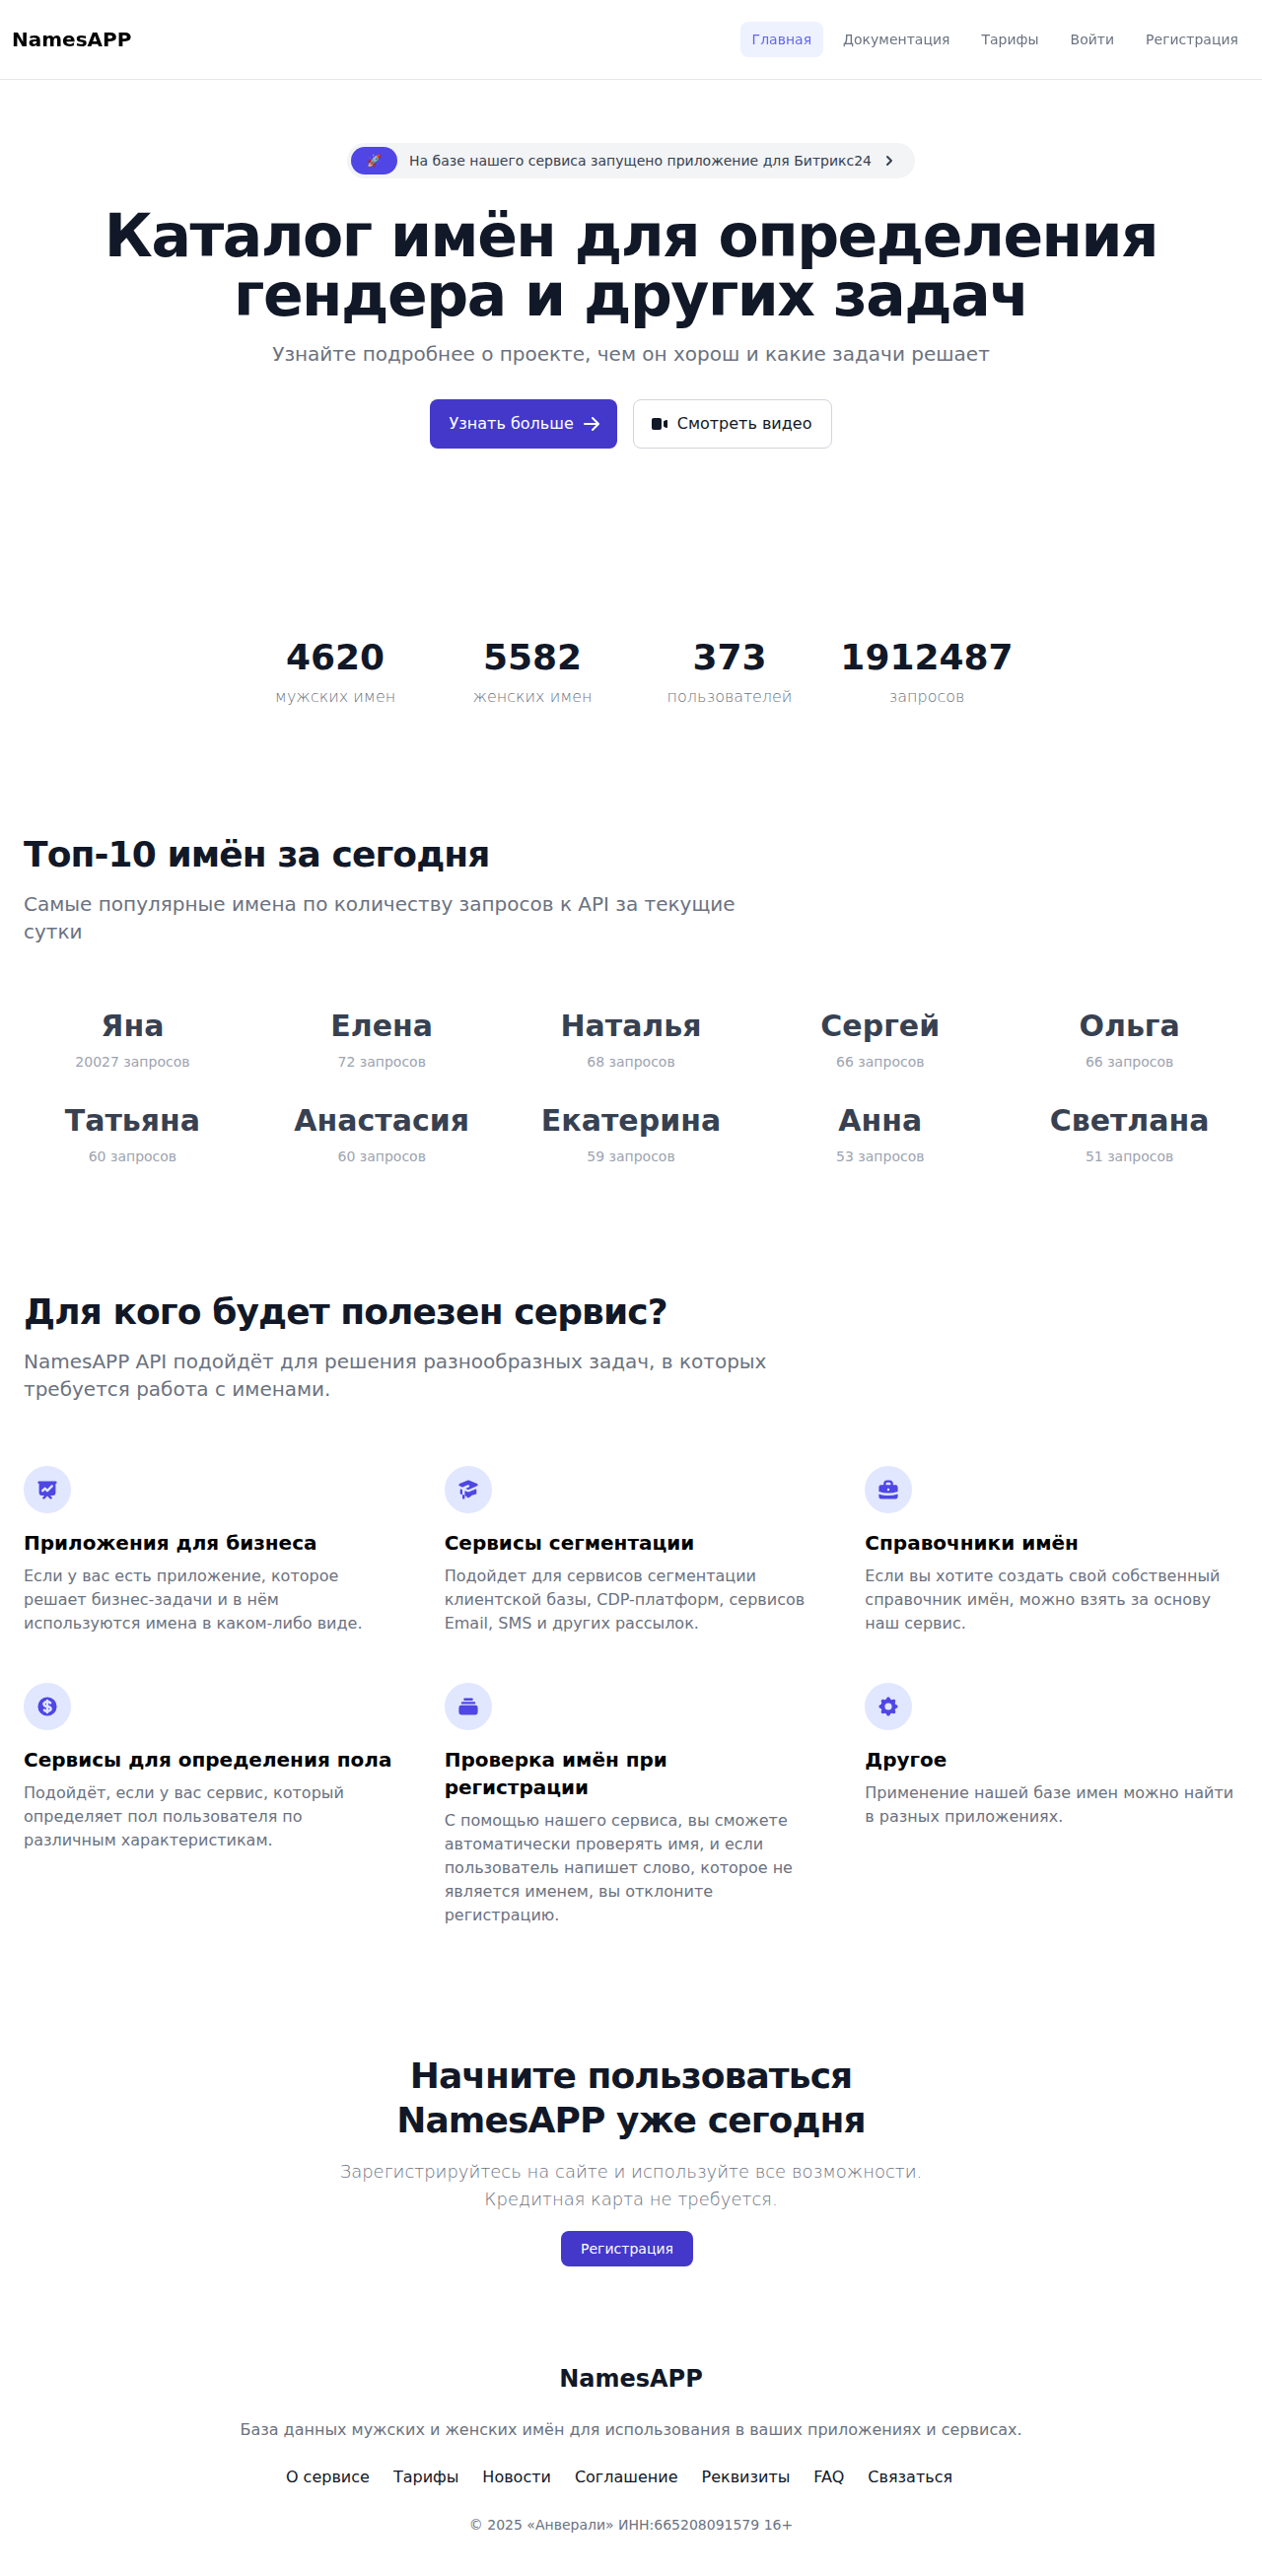 NamesAPP
Главная
Документация
Тарифы
Войти
Регистрация
🚀 На базе нашего сервиса запущено приложение для Битрикс24
Каталог имён для определения
гендера и других задач
Узнайте подробнее о проекте, чем он хорош и какие задачи решает
Узнать больше
Смотреть видео
4620
мужских имен
5582
женских имен
373
пользователей
1912487
запросов
Топ-10 имён за сегодня
Самые популярные имена по количеству запросов к API за текущие
сутки
Яна
20027 запросов
Елена
72 запросов
Наталья
68 запросов
Сергей
66 запросов
Ольга
66 запросов
Татьяна
60 запросов
Анастасия
60 запросов
Екатерина
59 запросов
Анна
53 запросов
Светлана
51 запросов
Для кого будет полезен сервис?
NamesAPP API подойдёт для решения разнообразных задач, в которых
требуется работа с именами.
Приложения для бизнеса
Если у вас есть приложение, которое
решает бизнес-задачи и в нём
используются имена в каком-либо виде.
Сервисы сегментации
Подойдет для сервисов сегментации
клиентской базы, CDP-платформ, сервисов
Email, SMS и других рассылок.
Справочники имён
Если вы хотите создать свой собственный
справочник имён, можно взять за основу
наш сервис.
Сервисы для определения пола
Подойдёт, если у вас сервис, который
определяет пол пользователя по
различным характеристикам.
Проверка имён при
регистрации
С помощью нашего сервиса, вы сможете
автоматически проверять имя, и если
пользователь напишет слово, которое не
является именем, вы отклоните
регистрацию.
Другое
Применение нашей базе имен можно найти
в разных приложениях.
Начните пользоваться
NamesAPP уже сегодня
Зарегистрируйтесь на сайте и используйте все возможности.
Кредитная карта не требуется.
Регистрация
NamesAPP
База данных мужских и женских имён для использования в ваших приложениях и сервисах.
О сервисе
Тарифы
Новости
Соглашение
Реквизиты
FAQ
Связаться
© 2025 «Анверали» ИНН:665208091579 16+